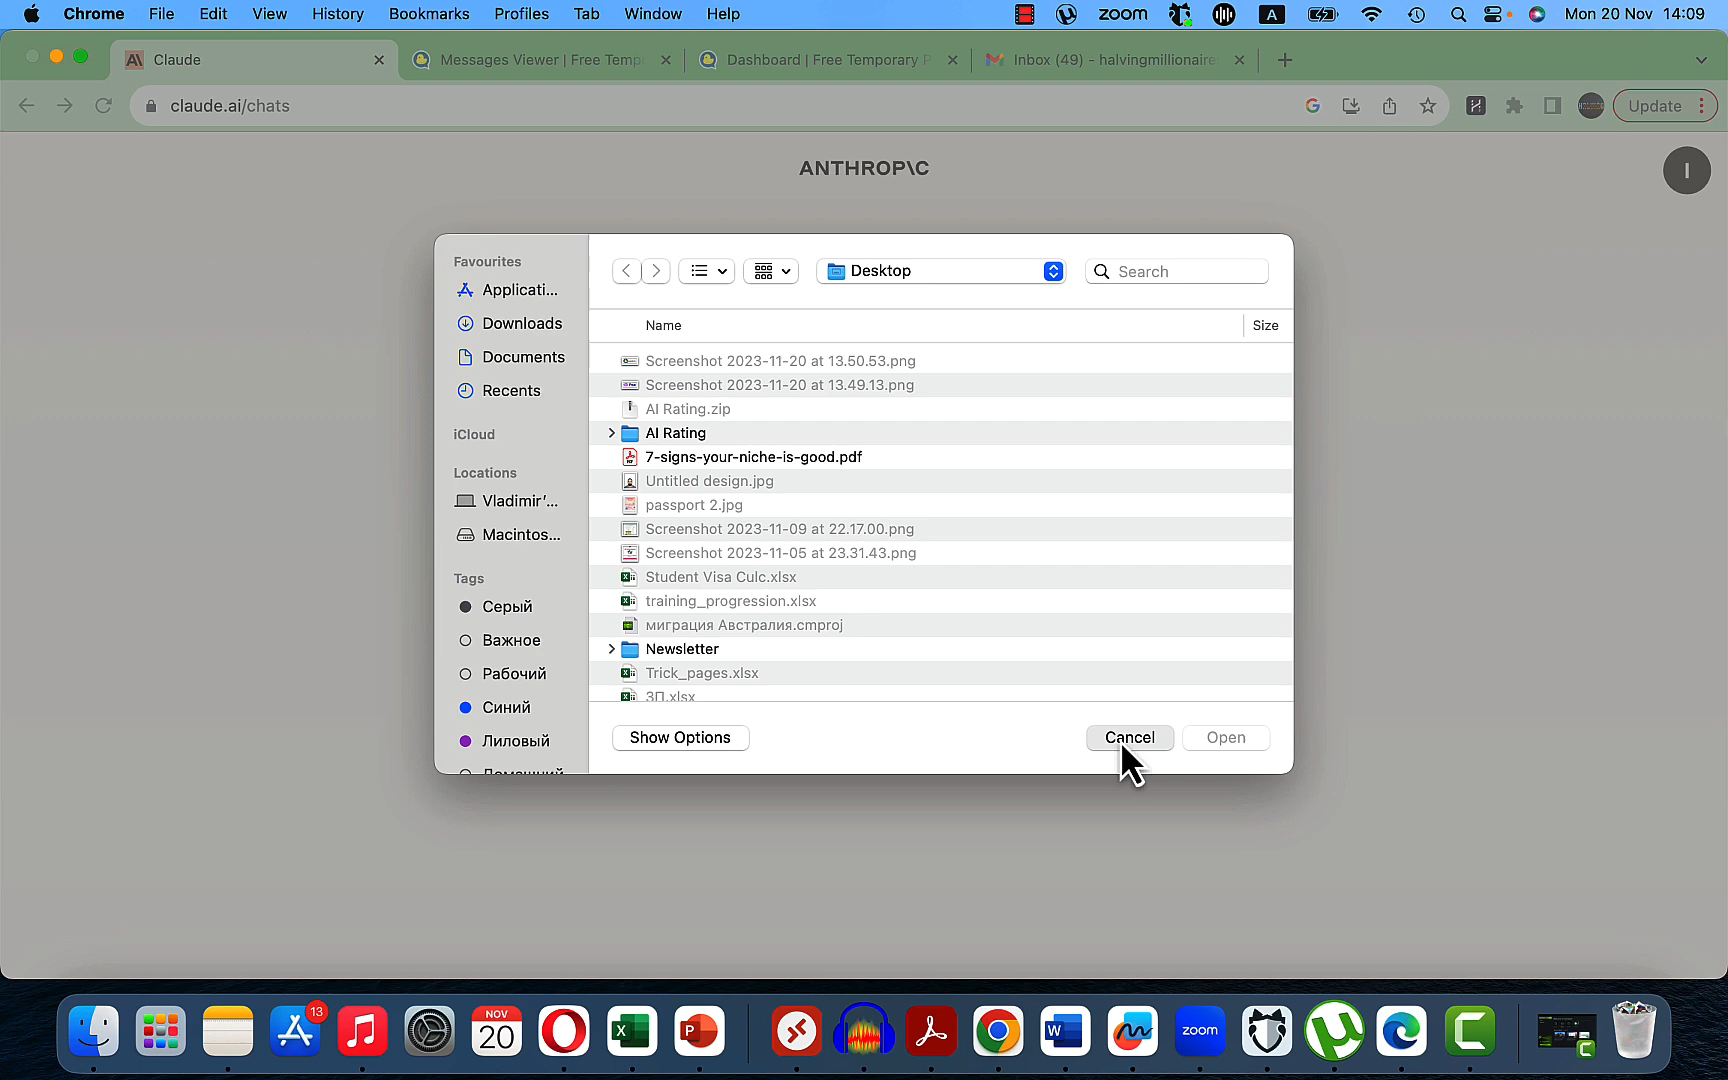 Chrome File Edit View History Bookmarks Profiles Tab Window Help zoom A Mon 20 Nov 14:09
Claude Messages Viewer | Free Temp Dashboard | Free Temporary P Inbox (49) - halvingmillionaire
claude.ai/chats Update
ANTHROP\C
I
Favourites
Applicati...
Downloads
Documents
Recents
iCloud
Locations
Vladimir'...
Macintos...
Tags
Серый
Важное
Рабочий
Синий
Лиловый
Домашний
Desktop Search
Name Size
Screenshot 2023-11-20 at 13.50.53.png
Screenshot 2023-11-20 at 13.49.13.png
AI Rating.zip
AI Rating
7-signs-your-niche-is-good.pdf
Untitled design.jpg
passport 2.jpg
Screenshot 2023-11-09 at 22.17.00.png
Screenshot 2023-11-05 at 23.31.43.png
Student Visa Culc.xlsx
training_progression.xlsx
миграция Австралия.cmproj
Newsletter
Trick_pages.xlsx
ЗП.xlsx
Show Options Cancel Open
13
NOV
20
X P W zoom